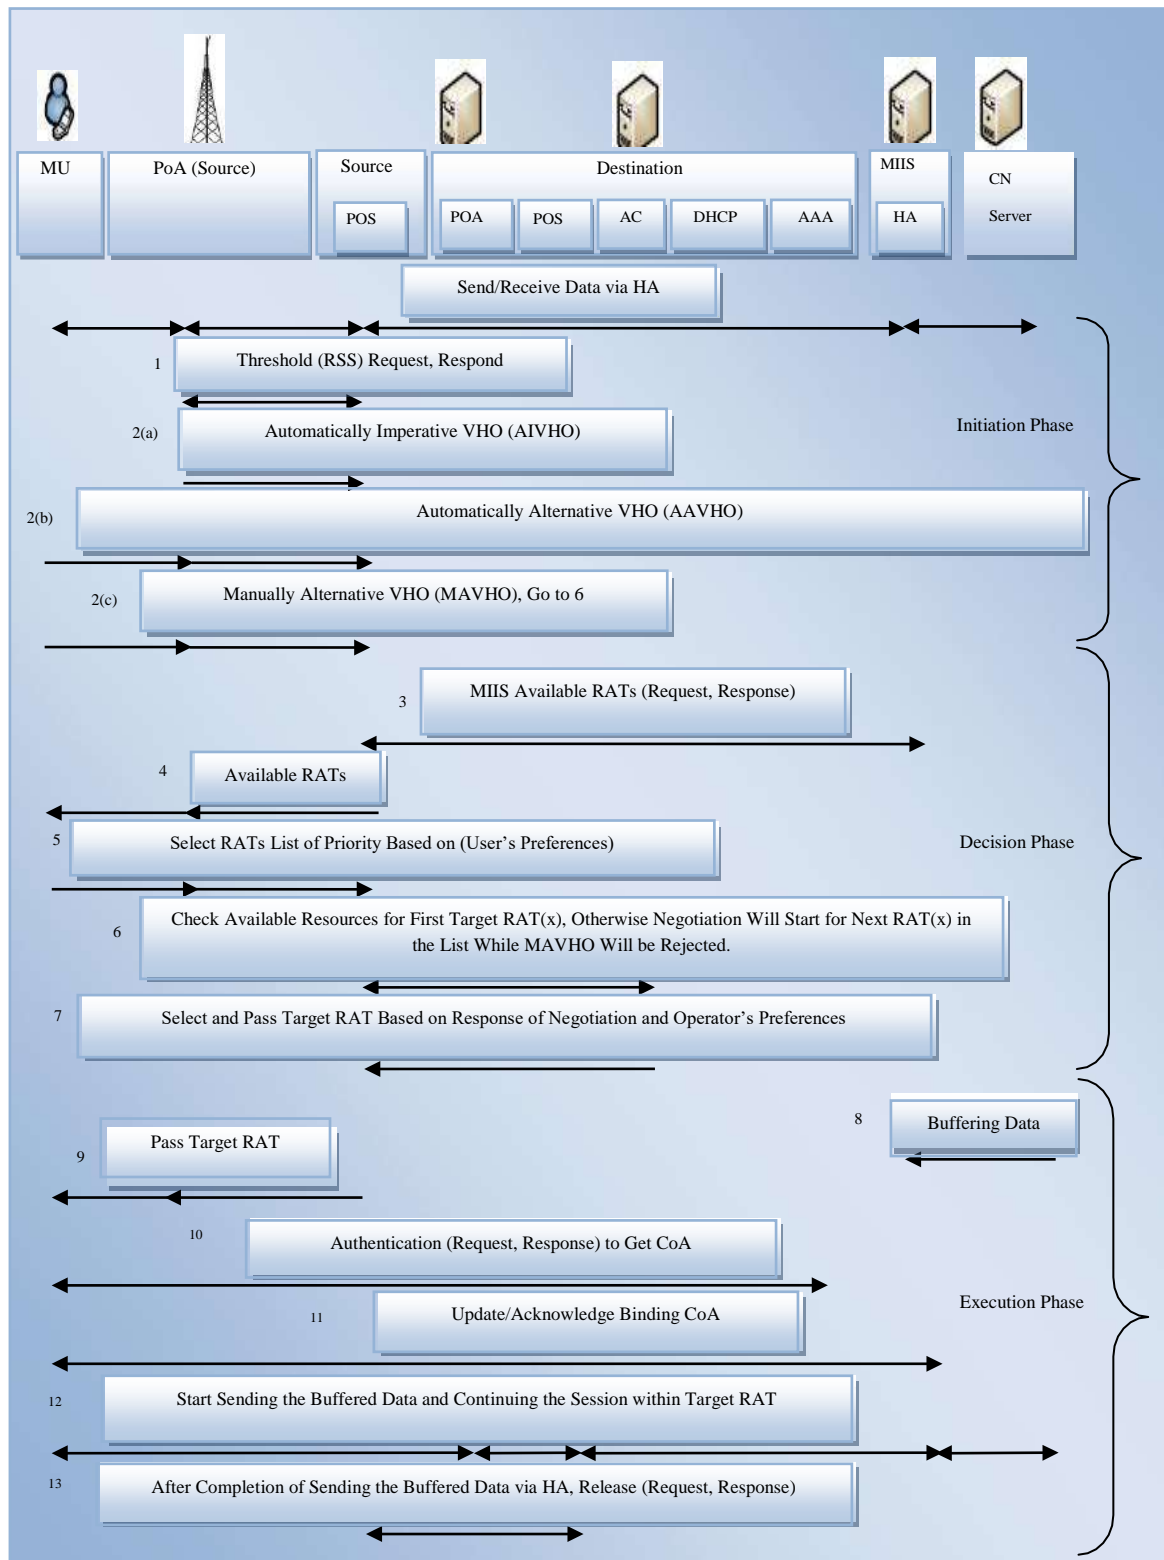 MU
PoA (Source)
Source
POS
Destination
POA
POS
AC
DHCP
AAA
MIIS
HA
CN
Server
Send/Receive Data via HA
1
Threshold (RSS) Request, Respond
2(a)
Automatically Imperative VHO (AIVHO)
Initiation Phase
2(b)
Automatically Alternative VHO (AAVHO)
2(c)
Manually Alternative VHO (MAVHO), Go to 6
3
MIIS Available RATs (Request, Response)
4
Available RATs
5
Select RATs List of Priority Based on (User's Preferences)
Decision Phase
6
Check Available Resources for First Target RAT(x), Otherwise Negotiation Will Start for Next RAT(x) in
the List While MAVHO Will be Rejected.
7
Select and Pass Target RAT Based on Response of Negotiation and Operator's Preferences
8
Buffering Data
9
Pass Target RAT
10
Authentication (Request, Response) to Get CoA
11
Update/Acknowledge Binding CoA
Execution Phase
12
Start Sending the Buffered Data and Continuing the Session within Target RAT
13
After Completion of Sending the Buffered Data via HA, Release (Request, Response)